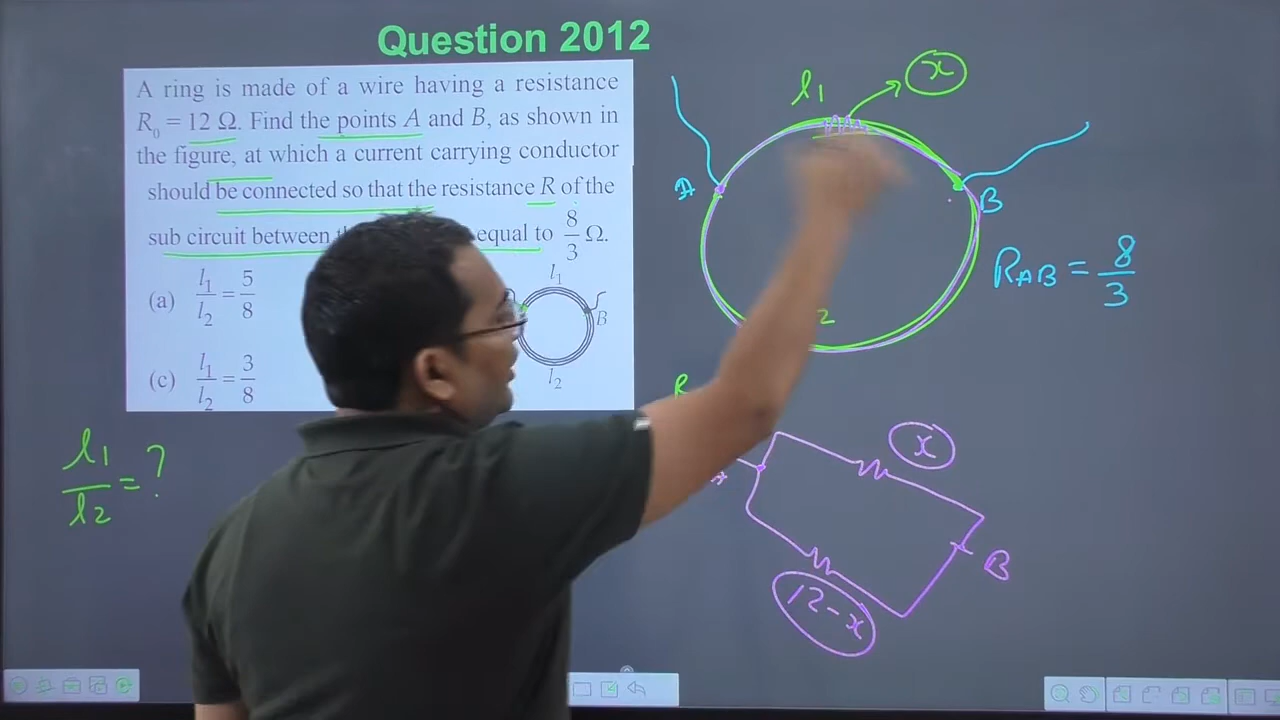 Question 2012
A ring is made of a wire having a resistance
R₀ = 12 Ω. Find the points A and B, as shown in
the figure, at which a current carrying conductor
should be connected so that the resistance R of the
sub circuit between equal to 8/3 Ω.
(a) l₁/l₂ = 5/8
(c) l₁/l₂ = 3/8
l₁
B
l₂
l₁/l₂ = ?
l₁
x
A
B
2
R_AB = 8/3
R
x
A
B
12-x